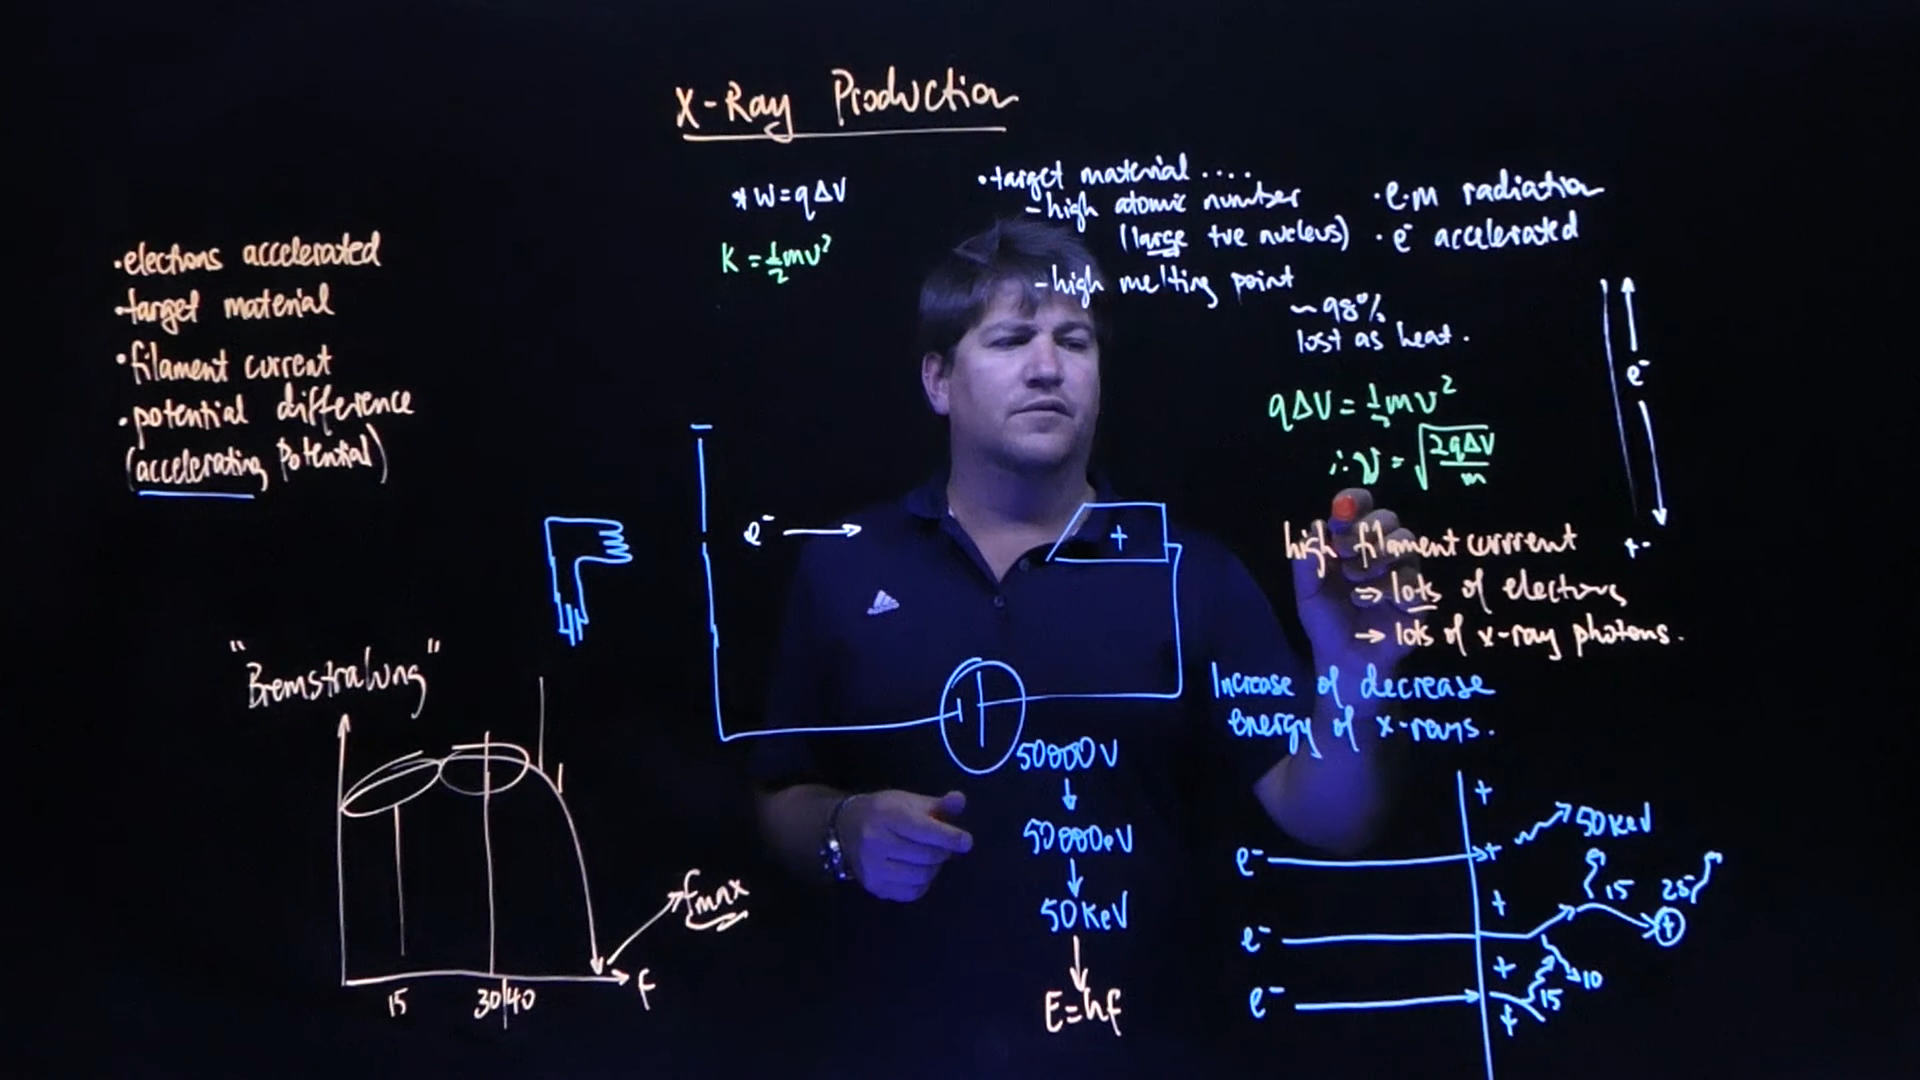 X-Ray Production
* W = qΔV
K = ½mv²
• electrons accelerated
• target material
• filament current
• potential difference
(accelerating Potential)
• target material ....
- high atomic number
(large +ve nucleus)
- high melting point
~ 98%
lost as heat.
• e.m radiation
• e⁻ accelerated
e⁻
+
qΔV = ½mv²
∴ v = √(2qΔV/m)
high filament currrent
⇒ lots of electrons
→ lots of x-ray photons.
Increase of decrease
energy of x-rays.
e⁻ →
+
adidas
50000V
↓
50000eV
↓
50KeV
↓
E=hf
"Bremstralung"
fmax
15 30 40 f
+
e⁻ + 50KeV
+ 15 25
e⁻ +
+ 10
e⁻ 15
+